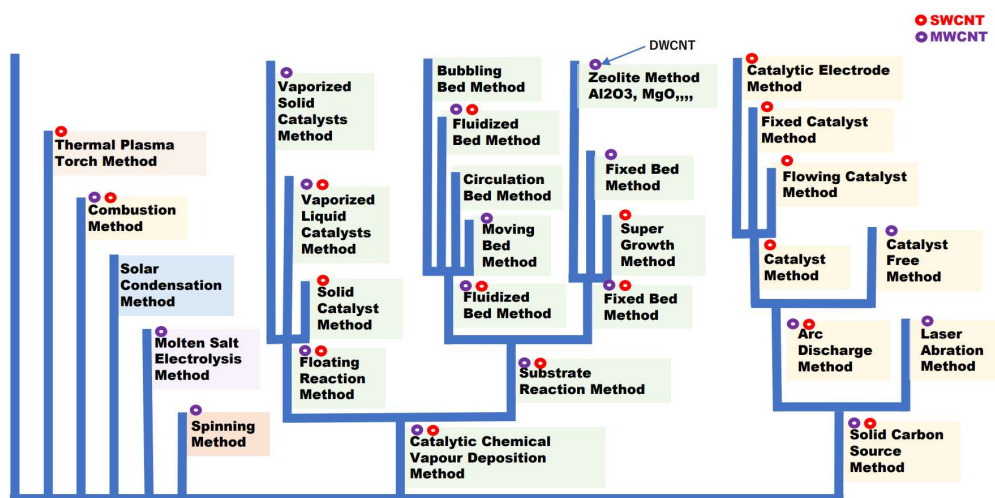 SWCNT
MWCNT
DWCNT
Thermal Plasma
Torch Method
Combustion
Method
Solar
Condensation
Method
Molten Salt
Electrolysis
Method
Spinning
Method
Vaporized
Solid
Catalysts
Method
Vaporized
Liquid
Catalysts
Method
Solid
Catalyst
Method
Floating
Reaction
Method
Bubbling
Bed Method
Fluidized
Bed Method
Circulation
Bed Method
Moving
Bed
Method
Fluidized
Bed Method
Zeolite Method
Al2O3, MgO,,,,
Fixed Bed
Method
Super
Growth
Method
Fixed Bed
Method
Substrate
Reaction Method
Catalytic Chemical
Vapour Deposition
Method
Catalytic Electrode
Method
Fixed Catalyst
Method
Flowing Catalyst
Method
Catalyst
Method
Catalyst
Free Method
Arc
Discharge
Method
Laser
Abration
Method
Solid Carbon
Source
Method